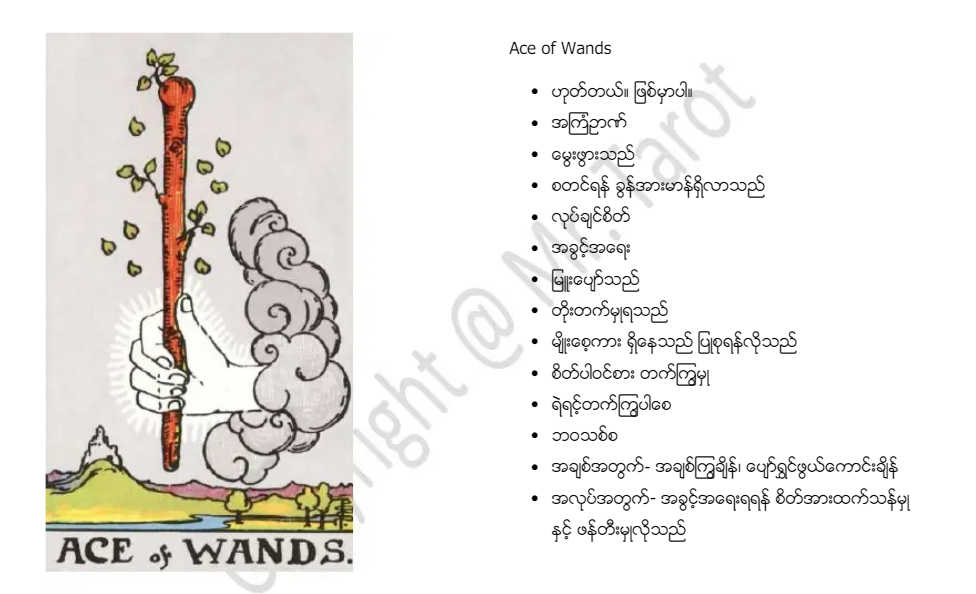 Ace of Wands
• ဟုတ်တယ်။ ဖြစ်မှာပါ။
• အကြံဉာဏ်
• မွေးဖွားသည်
• စတင်ရန် ခွန်အားမာန်ရှိလာသည်
• လုပ်ချင်စိတ်
• အခွင့်အရေး
• မြူးပျော်သည်
• တိုးတက်မှုရသည်
• မျိုးစေ့ကား ရှိနေသည် ပြုစုရန်လိုသည်
• စိတ်ပါဝင်စား တက်ကြွမှု
• ရဲရင့်တက်ကြွပါစေ
• ဘဝသစ်စ
• အချစ်အတွက်- အချစ်ကြွချိန်၊ ပျော်ရွှင်ဖွယ်ကောင်းချိန်
• အလုပ်အတွက်- အခွင့်အရေးရရန် စိတ်အားထက်သန်မှု
နှင့် ဖန်တီးမှုလိုသည်
ACE of WANDS.
Copyright @ Mr. Tarot